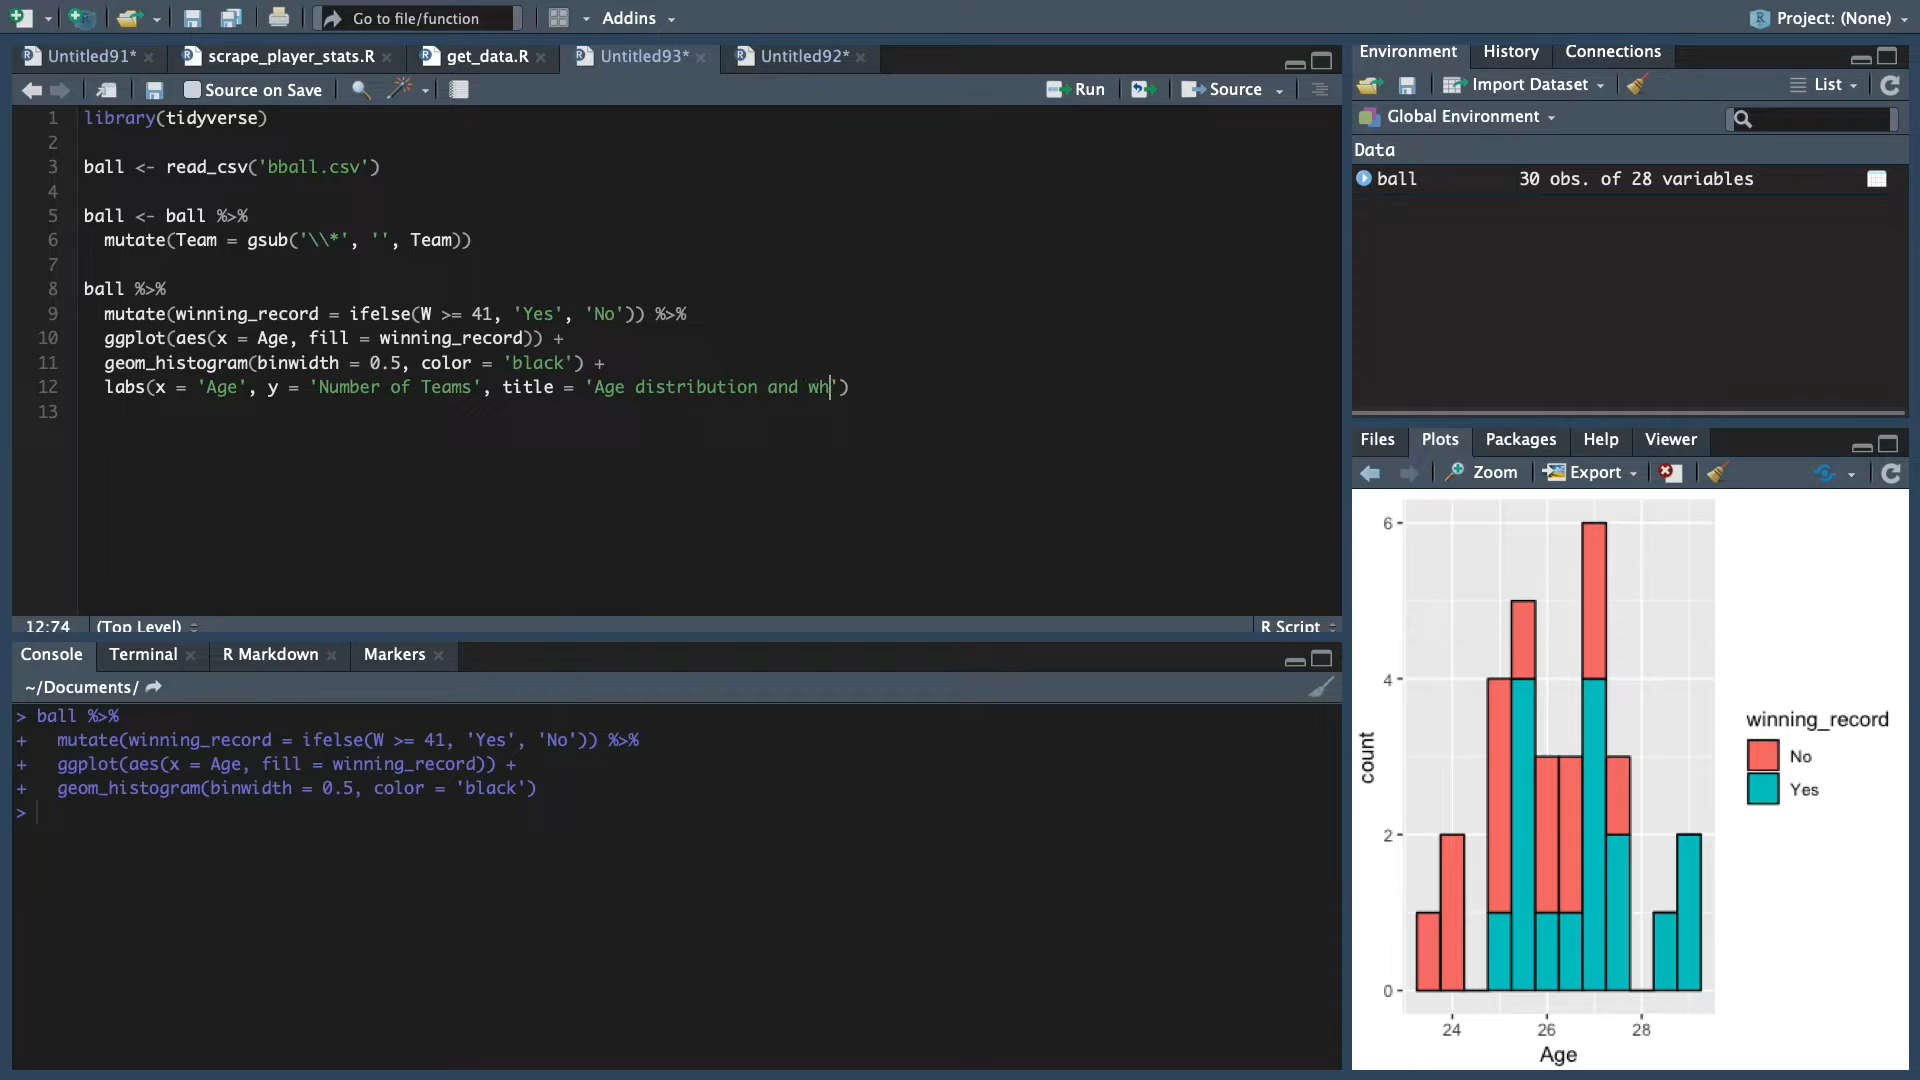 Go to file/function
Addins
Project: (None)
Untitled91*
scrape_player_stats.R
get_data.R
Untitled93*
Untitled92*
Source on Save
Run
Source
1 library(tidyverse)
2
3 ball <- read_csv('bball.csv')
4
5 ball <- ball %>%
6 mutate(Team = gsub('\\*', '', Team))
7
8 ball %>%
9 mutate(winning_record = ifelse(W >= 41, 'Yes', 'No')) %>%
10 ggplot(aes(x = Age, fill = winning_record)) +
11 geom_histogram(binwidth = 0.5, color = 'black') +
12 labs(x = 'Age', y = 'Number of Teams', title = 'Age distribution and wh')
13
12:74 (Top Level)
R Script
Console
Terminal
R Markdown
Markers
~/Documents/
> ball %>%
+ mutate(winning_record = ifelse(W >= 41, 'Yes', 'No')) %>%
+ ggplot(aes(x = Age, fill = winning_record)) +
+ geom_histogram(binwidth = 0.5, color = 'black')
>
Environment
History
Connections
Import Dataset
List
Global Environment
Data
ball 30 obs. of 28 variables
Files
Plots
Packages
Help
Viewer
Zoom
Export
6
4
2
0
count
24
26
28
Age
winning_record
No
Yes